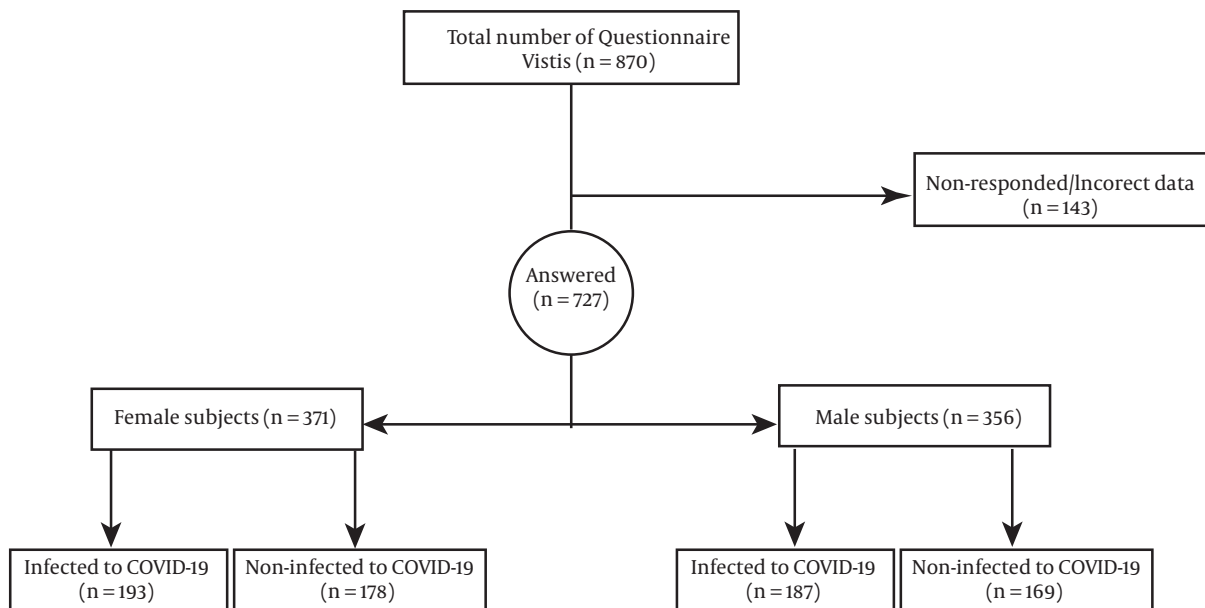 Total number of Questionnaire
Vistis (n = 870)
Non-responded/Incorect data
(n = 143)
Answered
(n = 727)
Female subjects (n = 371)
Male subjects (n = 356)
Infected to COVID-19
(n = 193)
Non-infected to COVID-19
(n = 178)
Infected to COVID-19
(n = 187)
Non-infected to COVID-19
(n = 169)